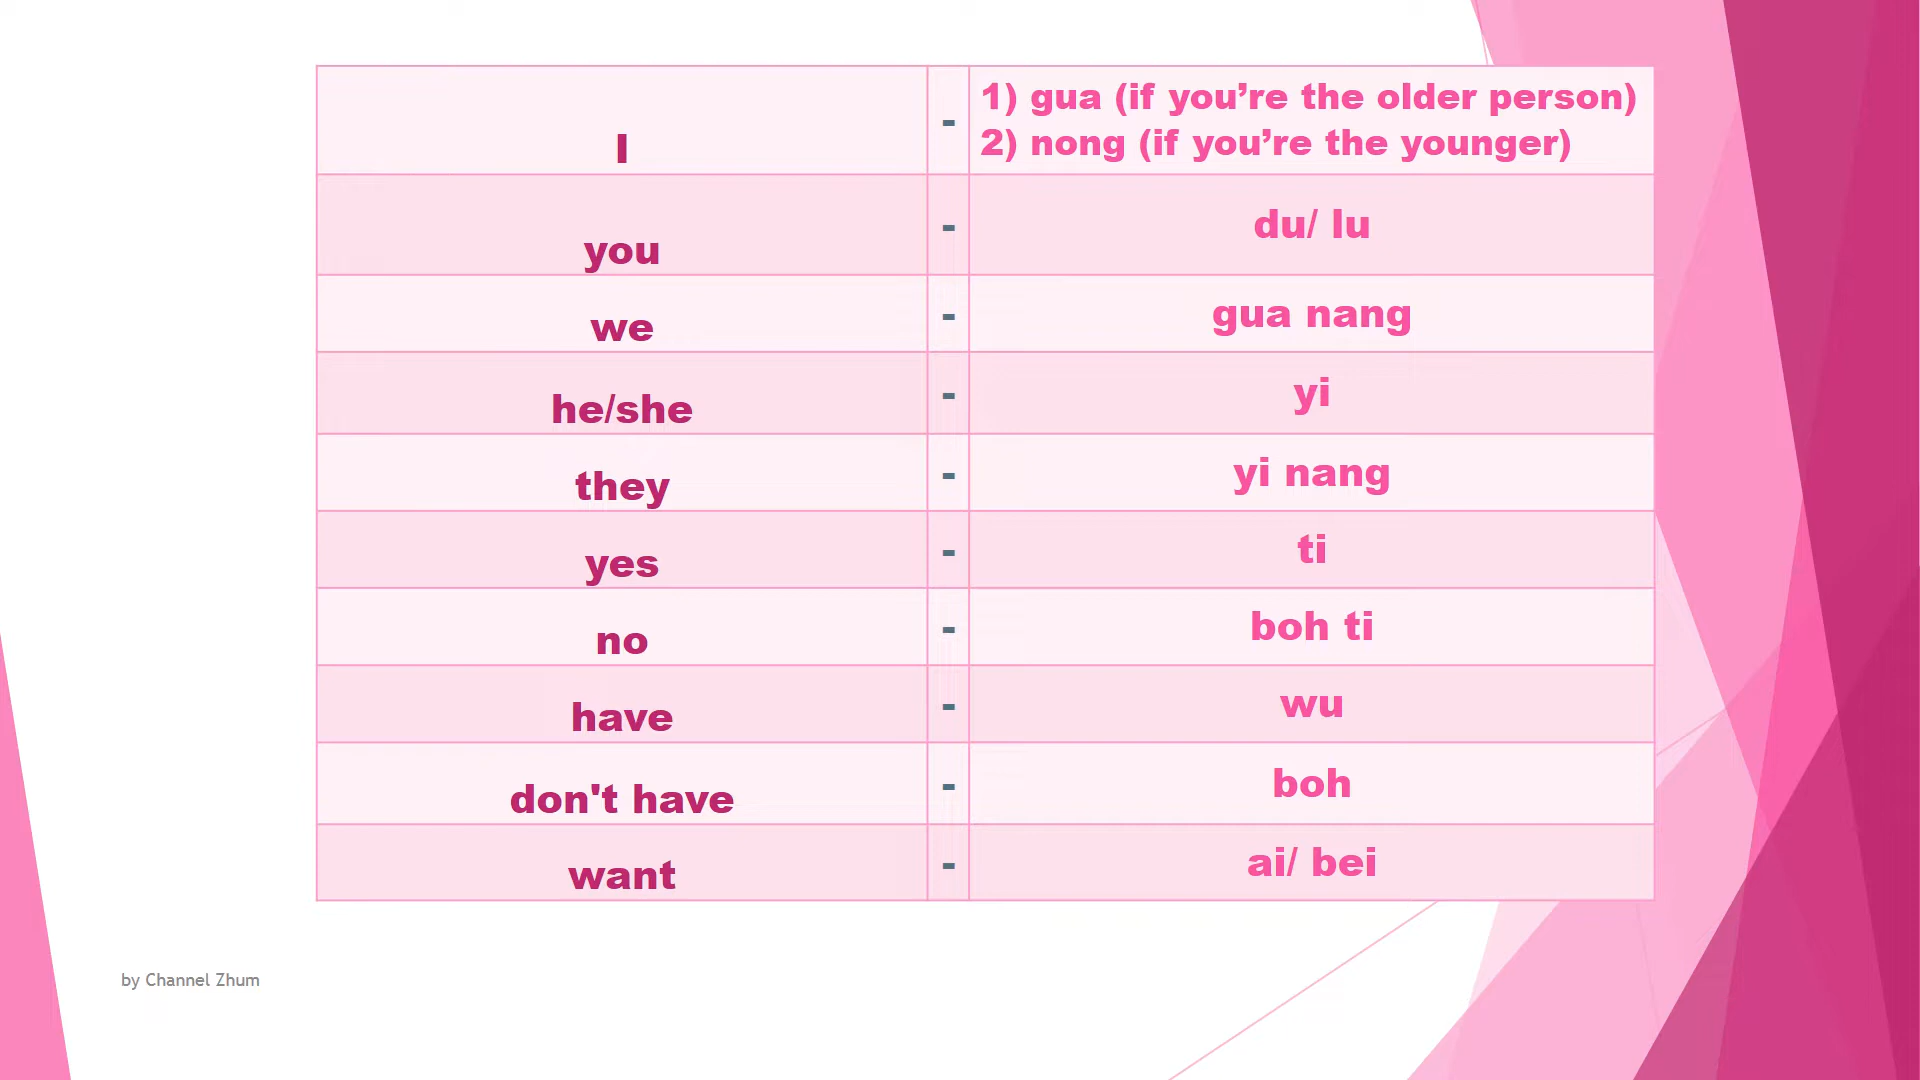 I - 1) gua (if you’re the older person)
2) nong (if you’re the younger)
you - du/ lu
we - gua nang
he/she - yi
they - yi nang
yes - ti
no - boh ti
have - wu
don't have - boh
want - ai/ bei
by Channel Zhum